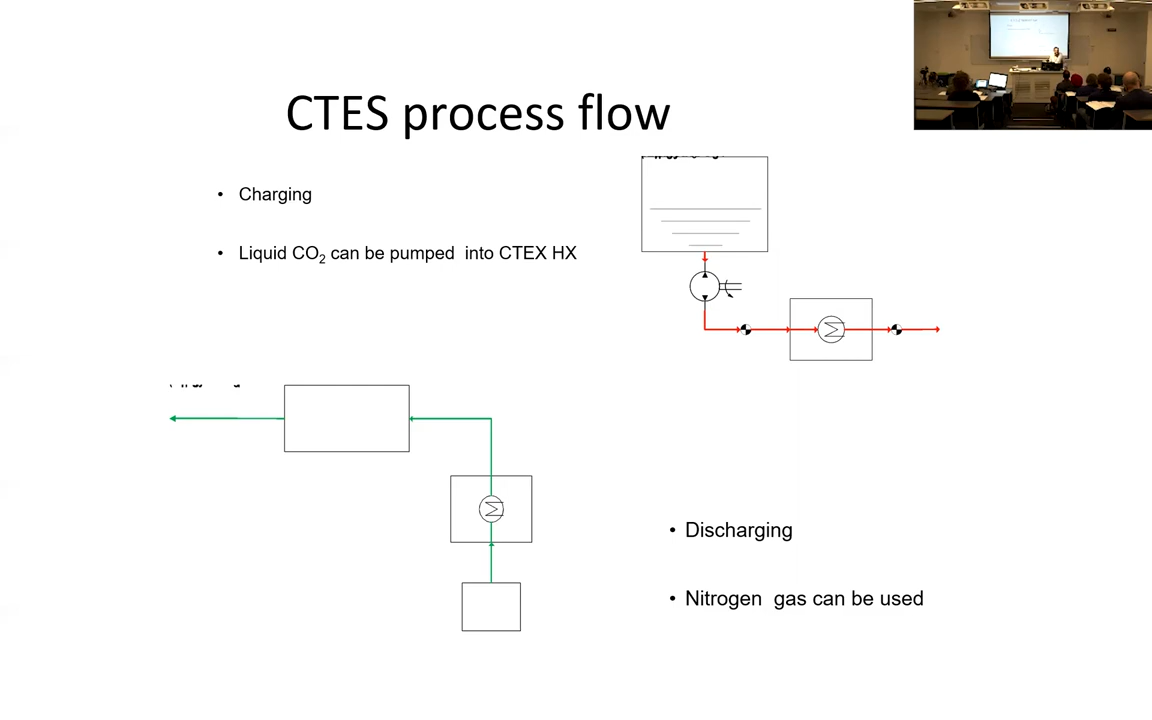 CTES process flow
• Charging
• Liquid CO₂ can be pumped  into CTEX HX
• Discharging
• Nitrogen  gas can be used